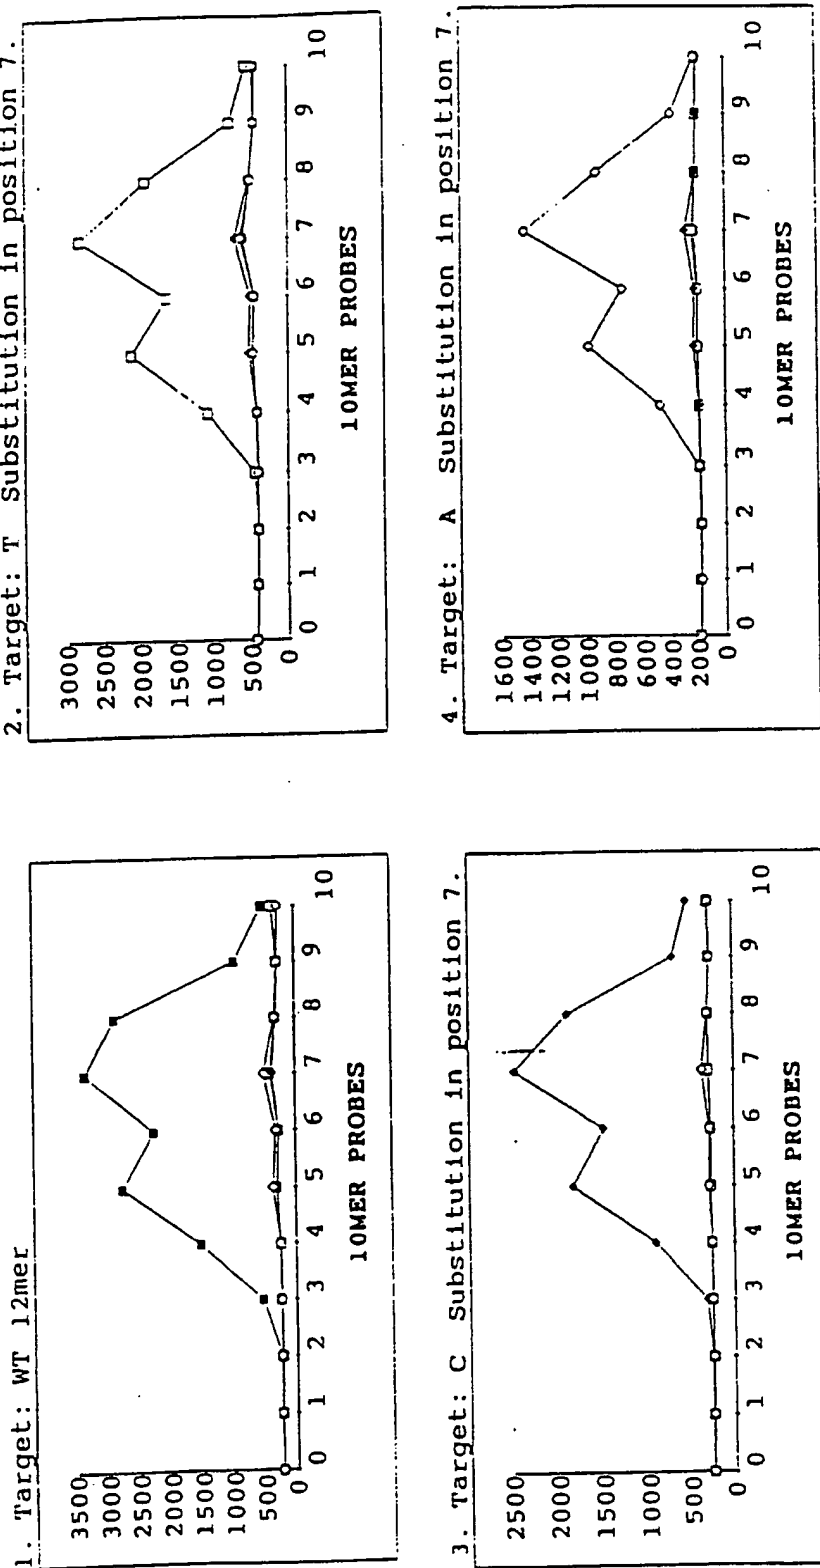 1. Target: WT 12mer
3500
3000
2500
2000
1500
1000
500
0
0 1 2 3 4 5 6 7 8 9 10
10MER PROBES
2. Target: T Substitution in position 7.
3000
2500
2000
1500
1000
500
0
0 1 2 3 4 5 6 7 8 9 10
10MER PROBES
3. Target: C Substitution in position 7.
2500
2000
1500
1000
500
0
0 1 2 3 4 5 6 7 8 9 10
10MER PROBES
4. Target: A Substitution in position 7.
1600
1400
1200
1000
800
600
400
200
0
0 1 2 3 4 5 6 7 8 9 10
10MER PROBES